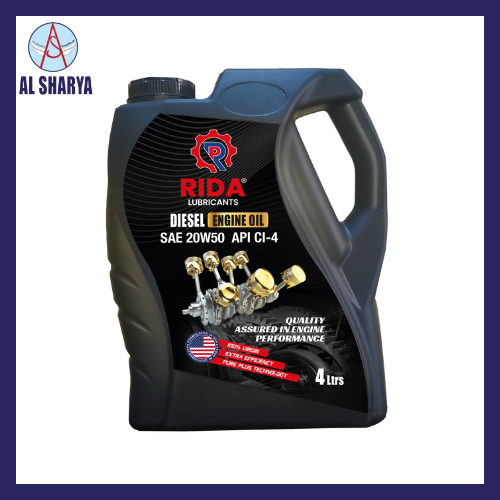 AL SHARYA
RIDA®
LUBRICANTS
DIESEL ENGINE OIL
SAE 20W50 API CI-4
QUALITY
ASSURED IN ENGINE
PERFORMANCE
100% VIRGIN
EXTRA EFFICIENCY
PURE PLUS TECHNOLOGY
4 Ltrs